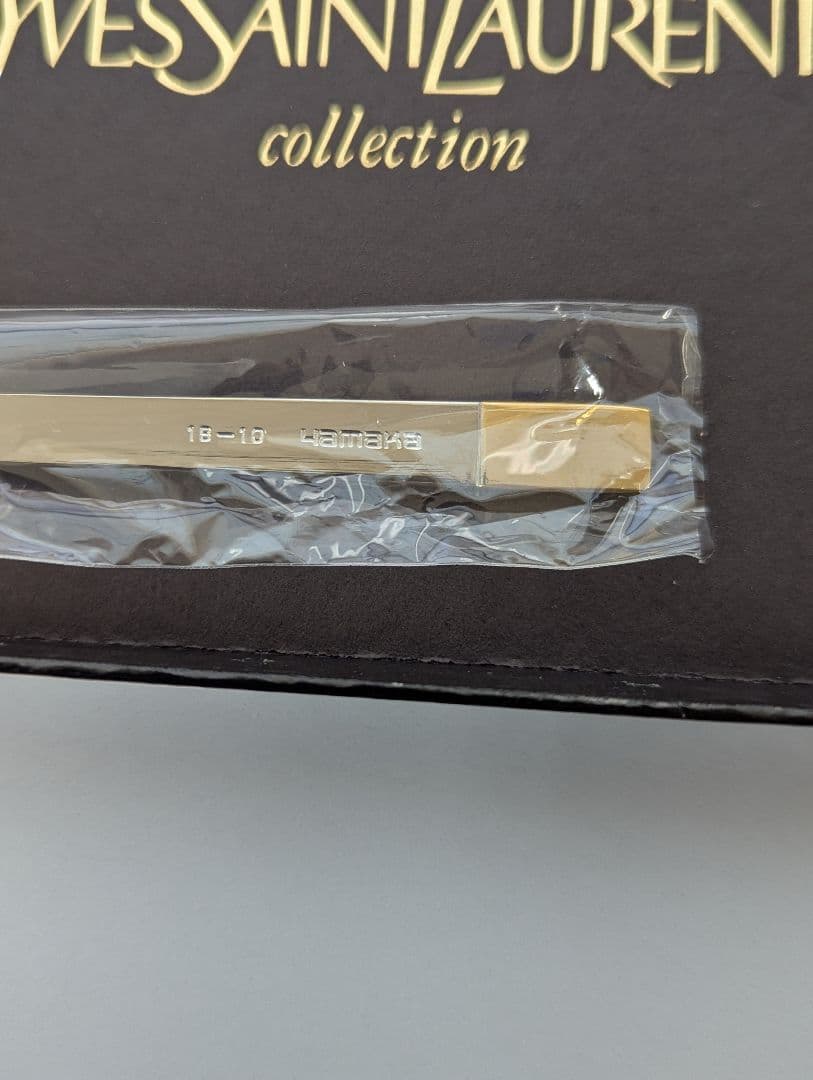 YVESSAINTLAURENT
collection
18-10 yamaka